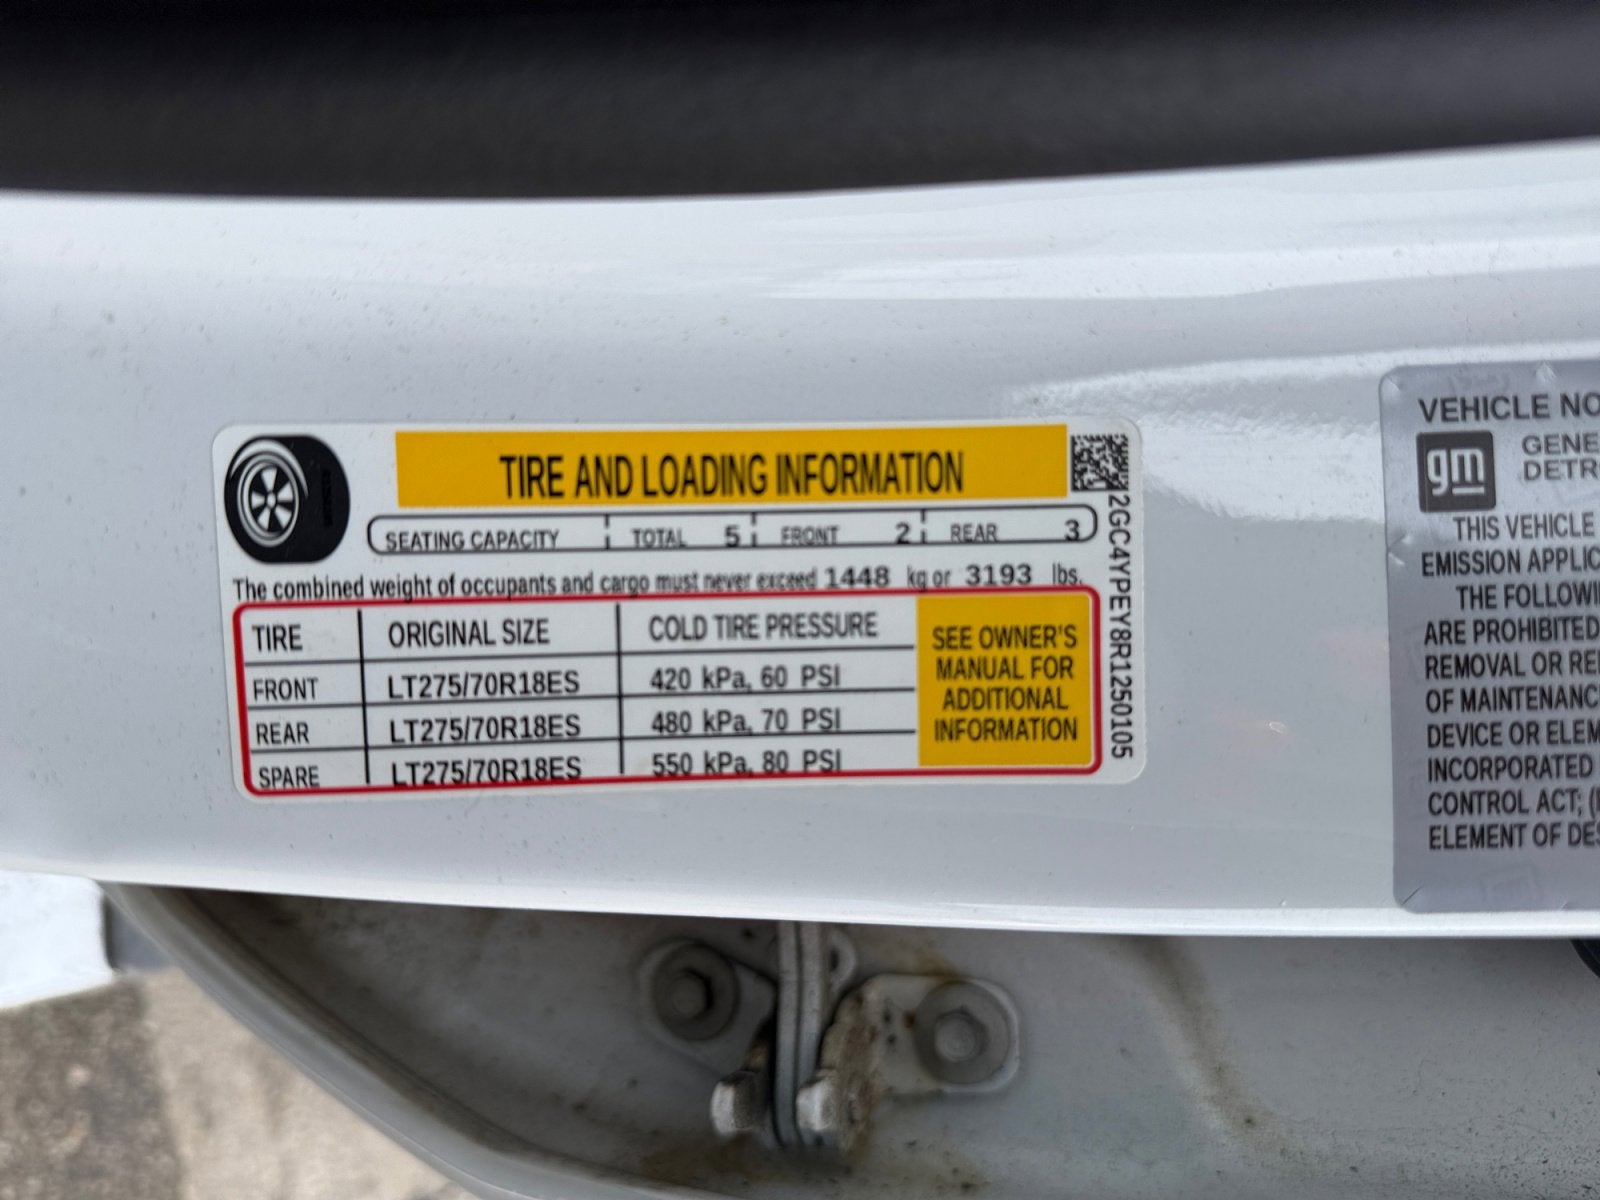 TIRE AND LOADING INFORMATION
SEATING CAPACITY TOTAL 5 FRONT 2 REAR 3
The combined weight of occupants and cargo must never exceed 1448 kg or 3193 lbs.
TIRE ORIGINAL SIZE COLD TIRE PRESSURE
FRONT LT275/70R18ES 420 kPa, 60 PSI
REAR LT275/70R18ES 480 kPa, 70 PSI
SPARE LT275/70R18ES 550 kPa, 80 PSI
SEE OWNER'S
MANUAL FOR
ADDITIONAL
INFORMATION
2GC4YPEY8R1250105
VEHICLE NO
gm
GENE
DETR
THIS VEHICLE
EMISSION APPLIC
THE FOLLOWI
ARE PROHIBITED
REMOVAL OR RE
OF MAINTENANC
DEVICE OR ELEM
INCORPORATED
CONTROL ACT; (
ELEMENT OF DES